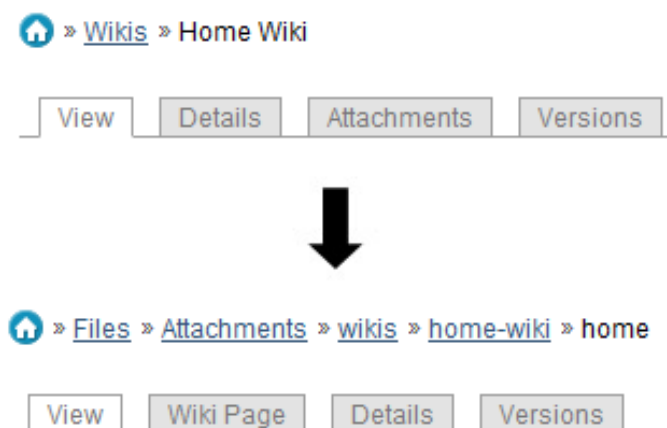 » Wikis » Home Wiki
View Details Attachments Versions
» Files » Attachments » wikis » home-wiki » home
View Wiki Page Details Versions